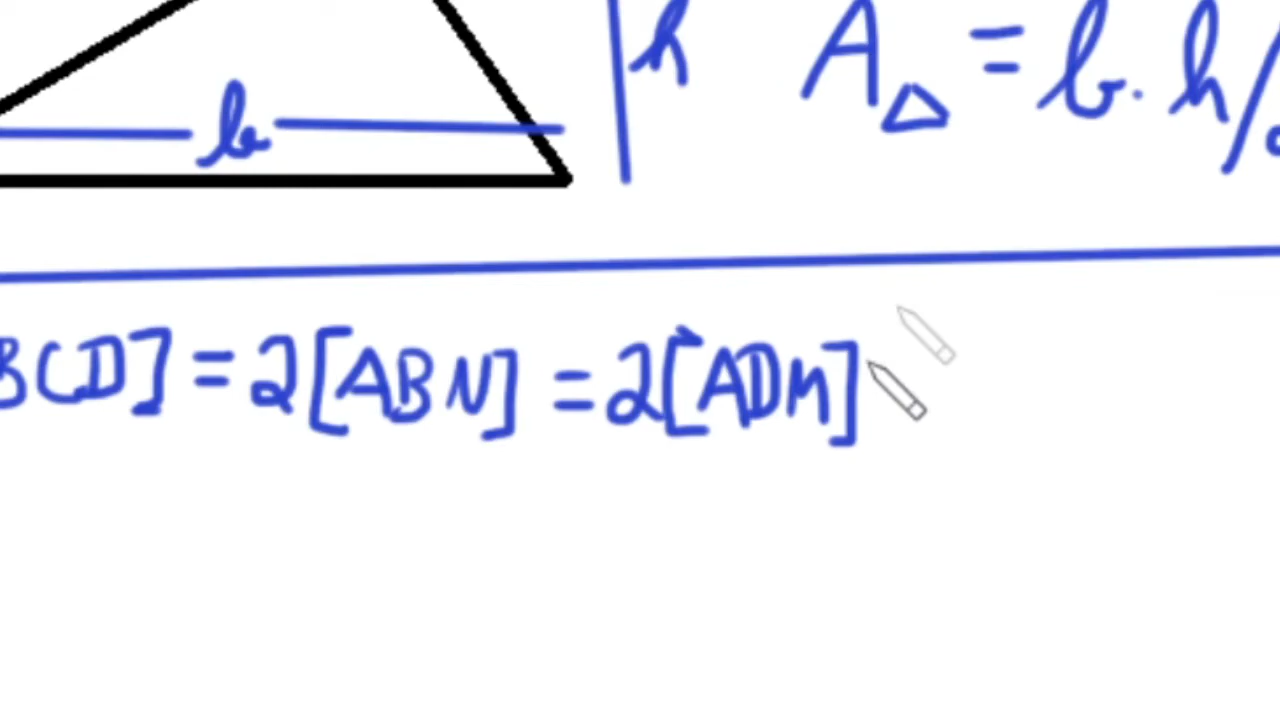 h A△ = b.h/
b
BCD] = 2[ABN] = 2[ADM]